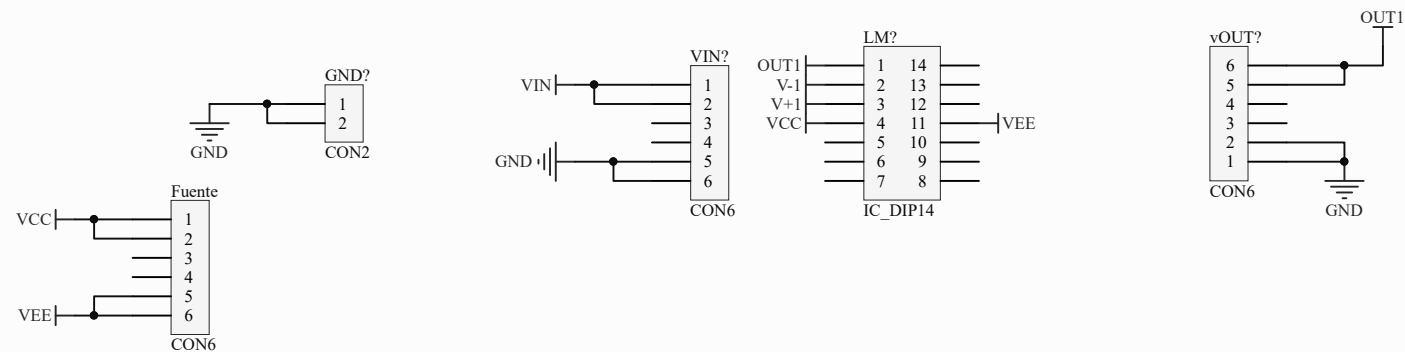 GND?
1
2
CON2
GND
Fuente
VCC
1
2
3
4
5
VEE
6
CON6
VIN?
VIN
1
2
3
4
GND
5
6
CON6
LM?
OUT1 1 14
V-1 2 13
V+1 3 12
VCC 4 11 VEE
5 10
6 9
7 8
IC_DIP14
OUT1
vOUT?
6
5
4
3
2
1
CON6
GND